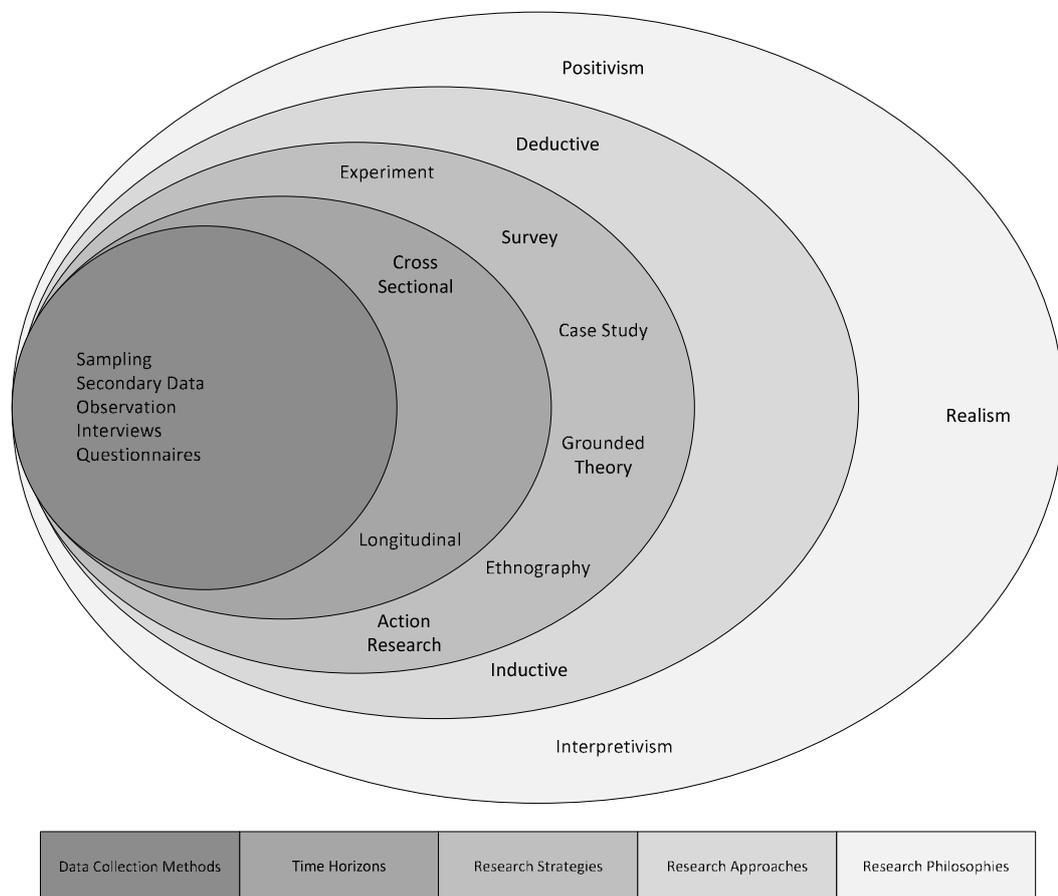 Positivism
Deductive
Experiment
Survey
Cross
Sectional
Case Study
Sampling
Secondary Data
Observation
Interviews
Questionnaires
Realism
Grounded
Theory
Longitudinal
Ethnography
Action
Research
Inductive
Interpretivism
Data Collection Methods
Time Horizons
Research Strategies
Research Approaches
Research Philosophies